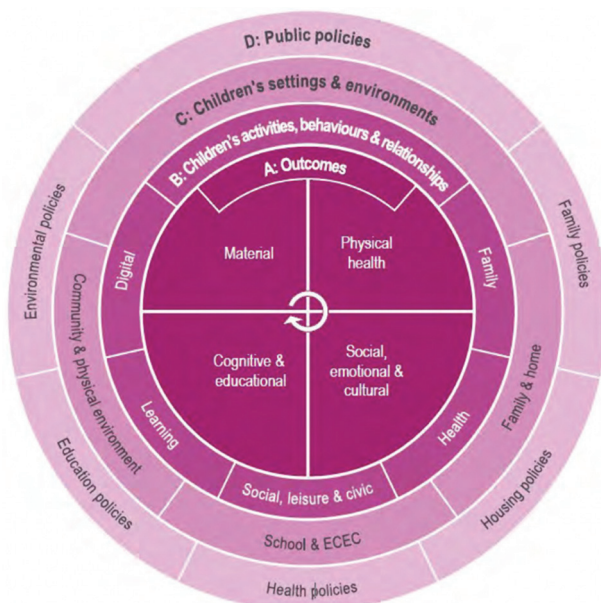 D: Public policies
C: Children's settings & environments
B: Children's activities, behaviours & relationships
A: Outcomes
Material
Physical
health
Cognitive &
educational
Social,
emotional &
cultural
Digital
Family
Learning
Health
Social, leisure & civic
Community & physical environment
Family & home
School & ECEC
Environmental policies
Family policies
Education policies
Housing policies
Health policies